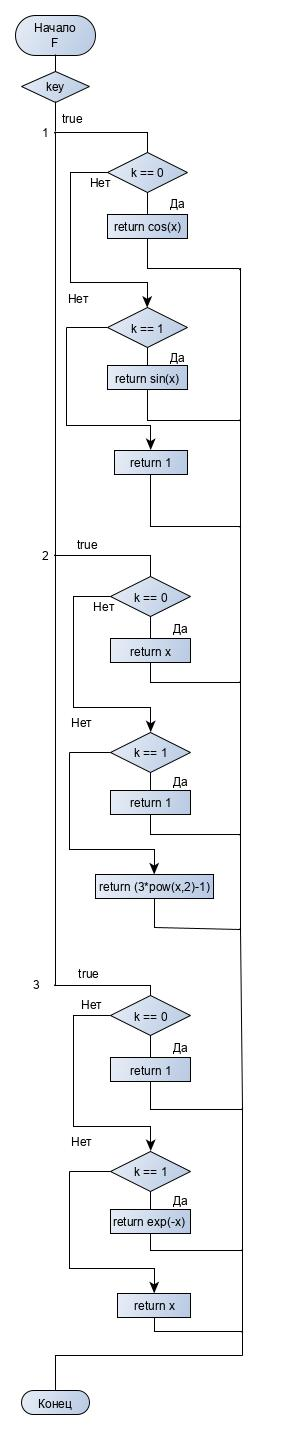 Начало
F
key
true
1
k == 0
Нет
Да
return cos(x)
Нет
k == 1
Да
return sin(x)
return 1
true
2
k == 0
Нет
Да
return x
Нет
k == 1
Да
return 1
return (3*pow(x,2)-1)
true
3
Нет
k == 0
Да
return 1
Нет
k == 1
Да
return exp(-x)
return x
Конец